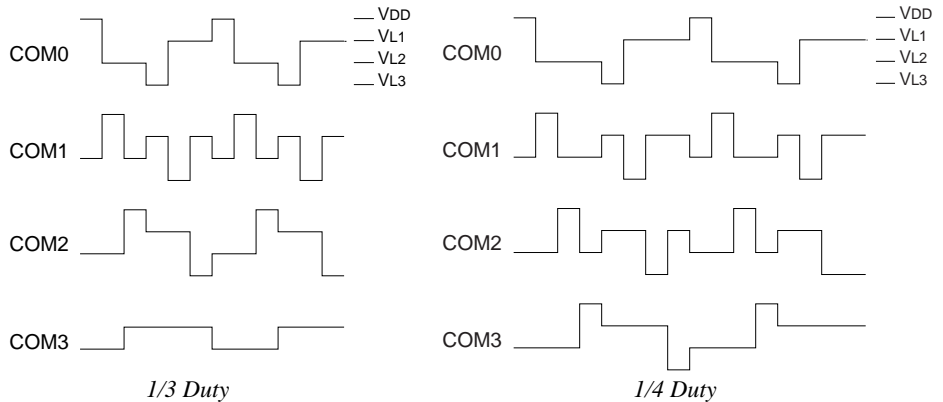 VDD
VL1
VL2
VL3
COM0
COM1
COM2
COM3
1/3 Duty
VDD
VL1
VL2
VL3
COM0
COM1
COM2
COM3
1/4 Duty